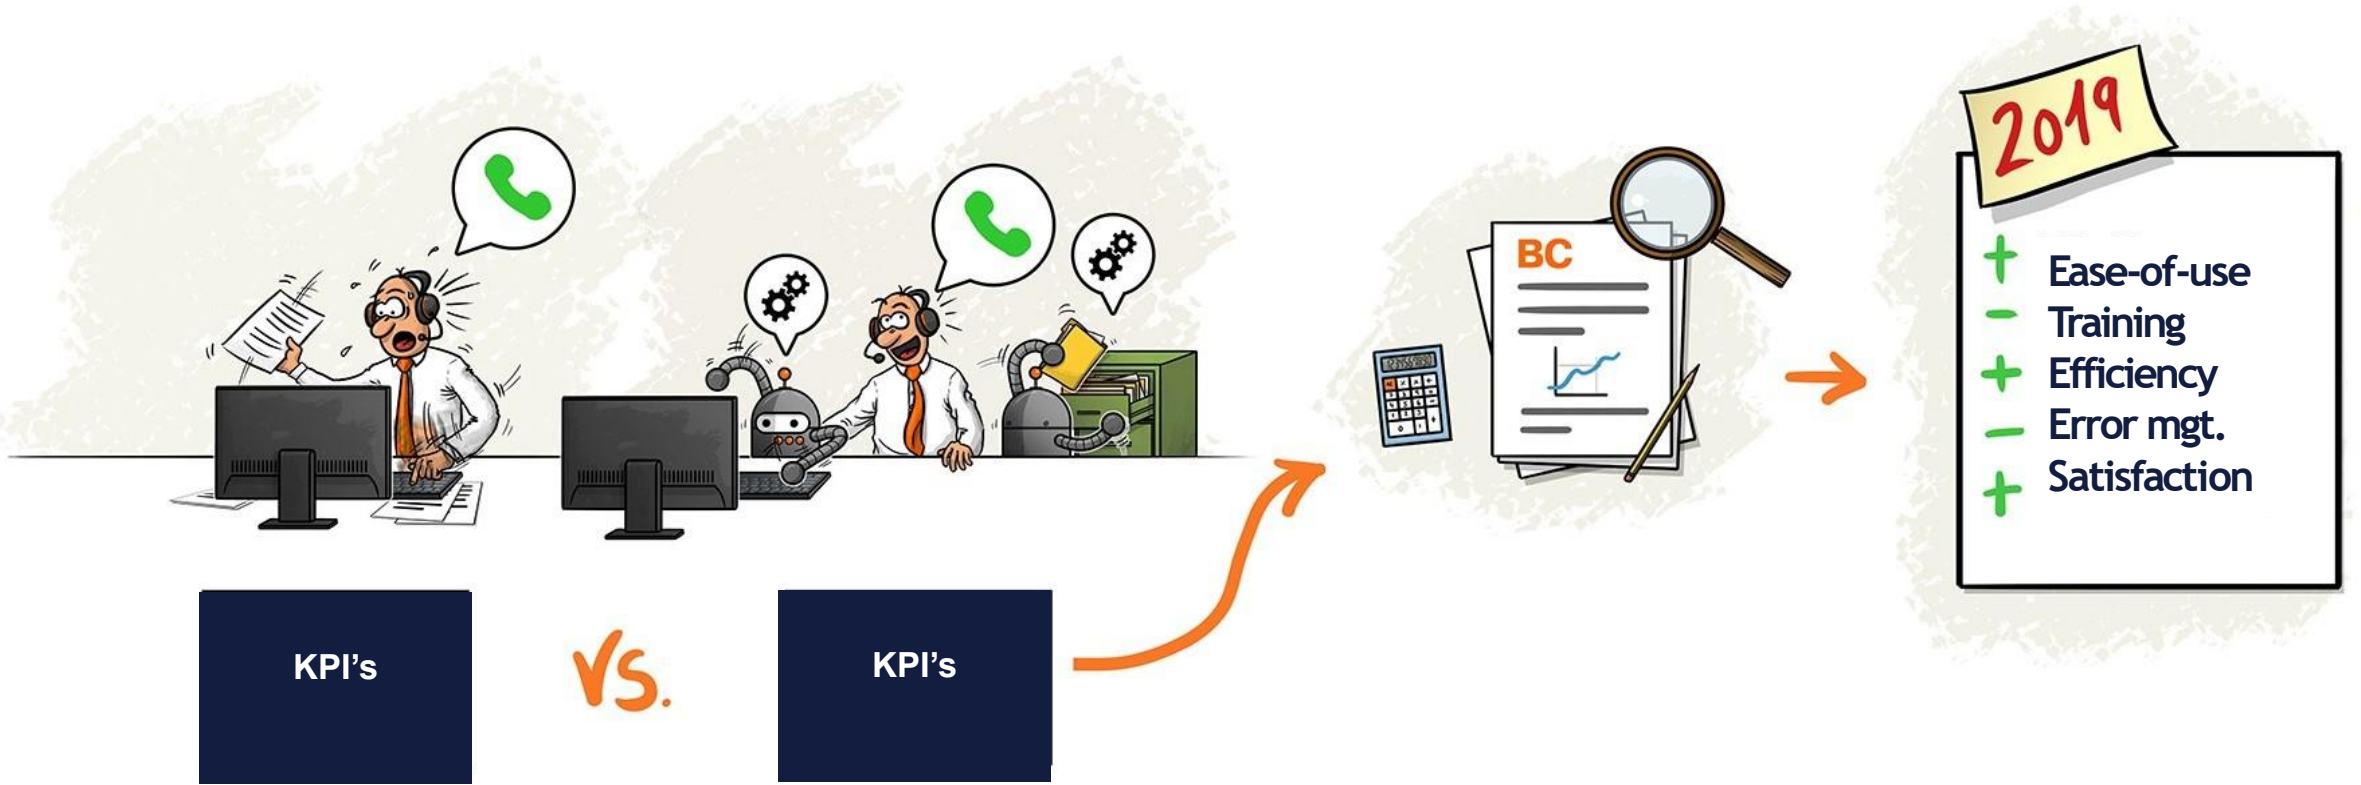 KPI's
vs.
KPI's
BC
2019
+ Ease-of-use
- Training
+ Efficiency
- Error mgt.
+ Satisfaction